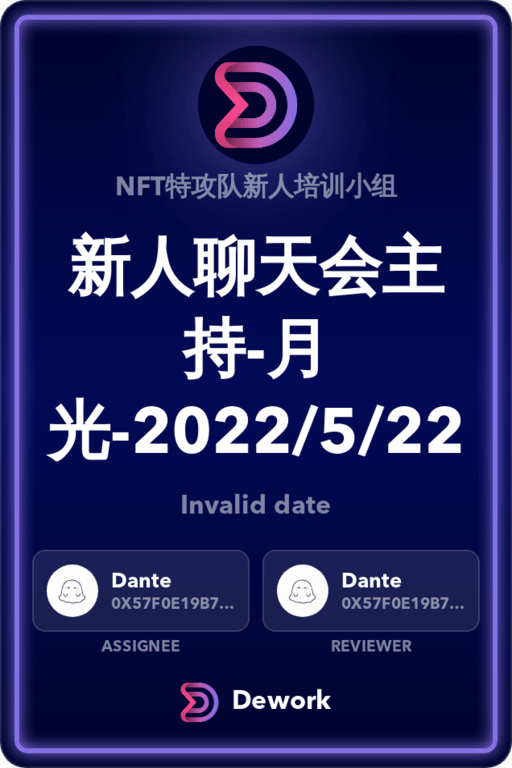 NFT特攻队新人培训小组
新人聊天会主
持-月
光-2022/5/22
Invalid date
Dante
0X57F0E19B7...
Dante
0X57F0E19B7...
ASSIGNEE
REVIEWER
Dework